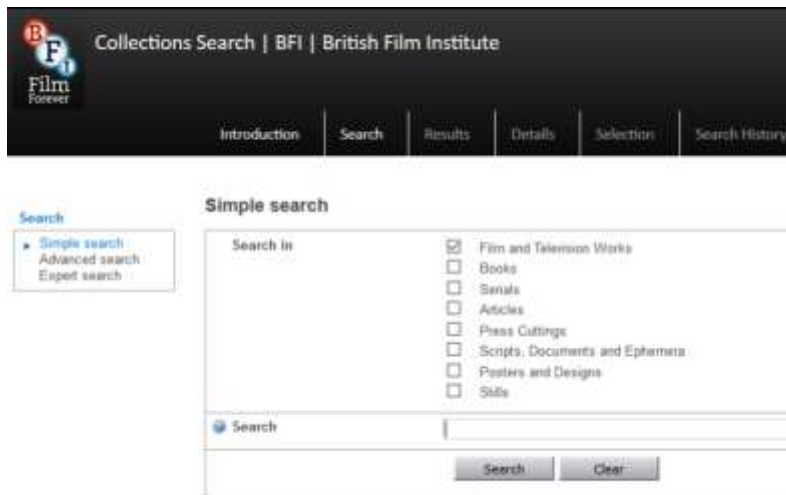 BFI
Film
Forever
Collections Search | BFI | British Film Institute
Introduction
Search
Results
Details
Selection
Search History
Search
Simple search
Advanced search
Expert search
Simple search
Search in
Film and Television Works
Books
Serials
Articles
Press Cuttings
Scripts, Documents and Ephemera
Posters and Designs
Stills
Search
Search
Clear